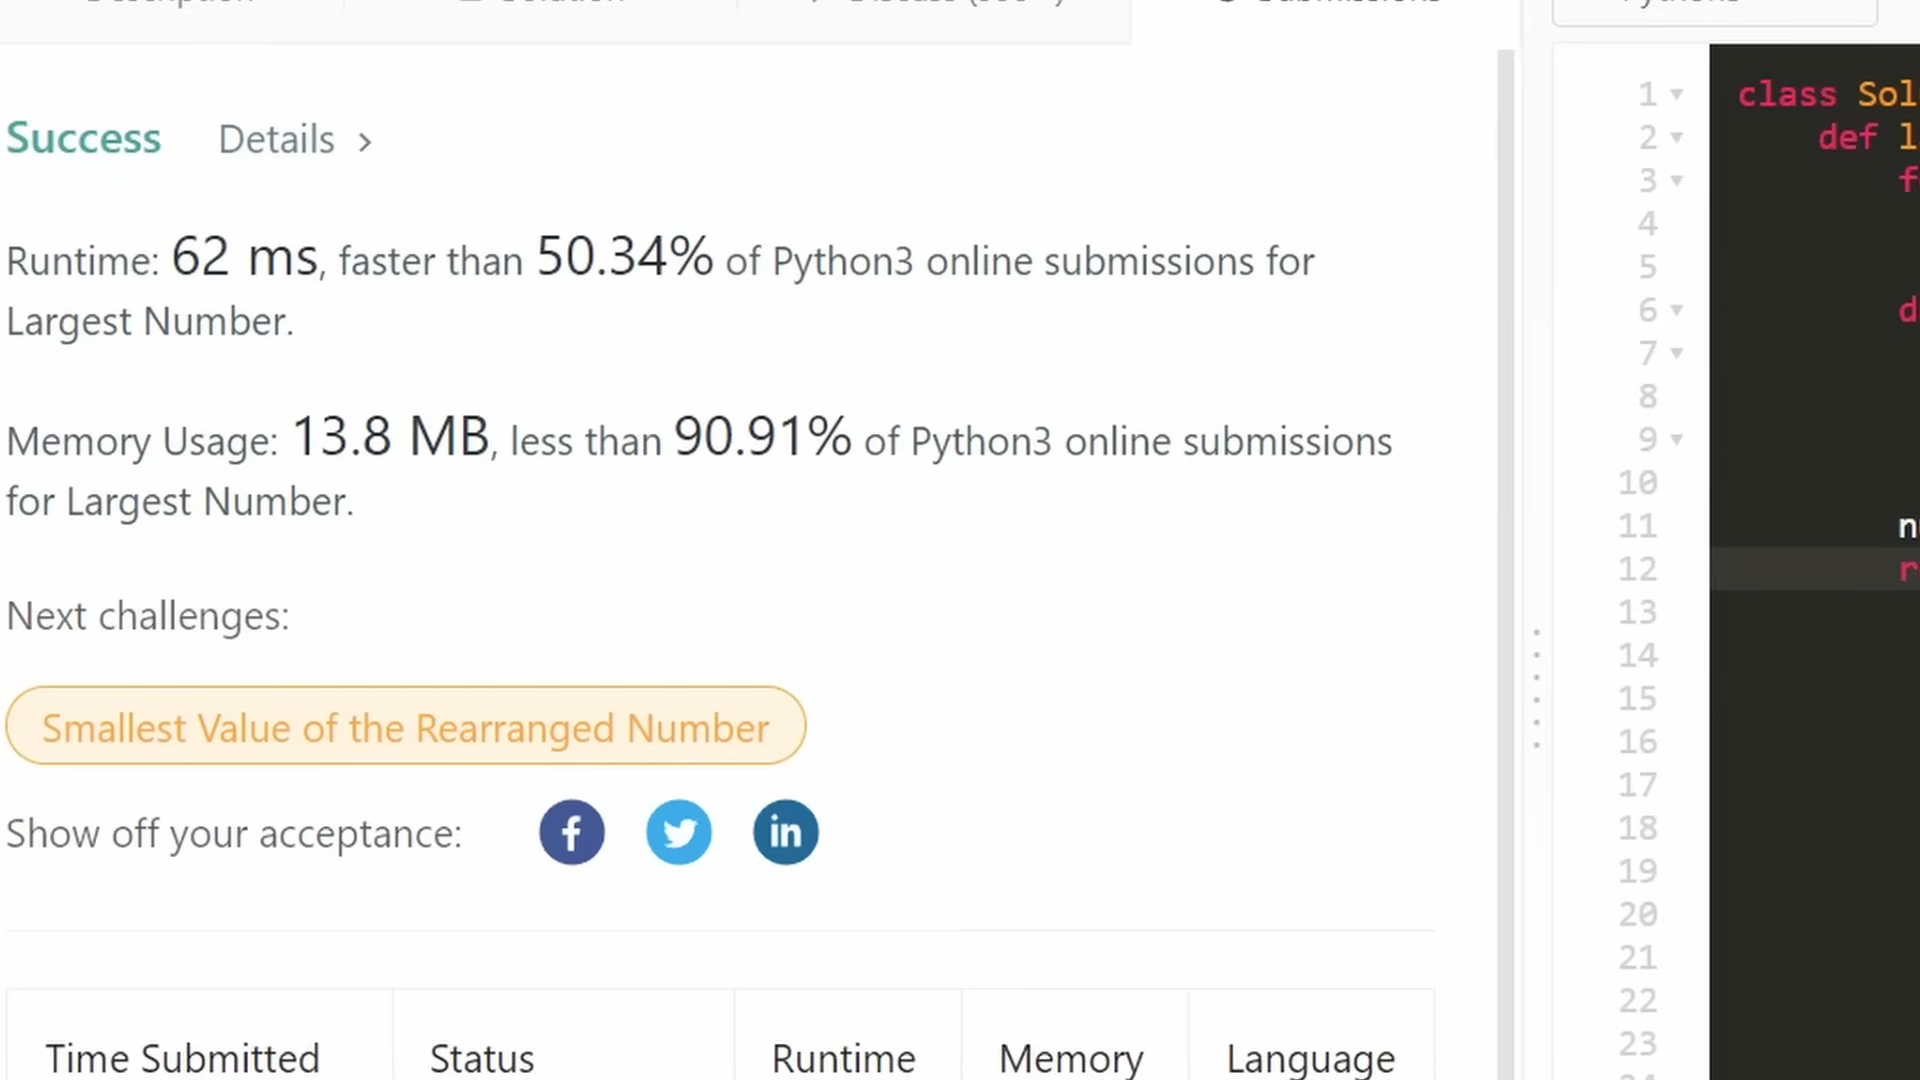 Success Details >
Runtime: 62 ms, faster than 50.34% of Python3 online submissions for
Largest Number.
Memory Usage: 13.8 MB, less than 90.91% of Python3 online submissions
for Largest Number.
Next challenges:
Smallest Value of the Rearranged Number
Show off your acceptance:
f in
Time Submitted Status Runtime Memory Language
1 class Sol
2 def l
3 f
4
5
6 d
7
8
9
10
11 n
12 r
13
14
15
16
17
18
19
20
21
22
23